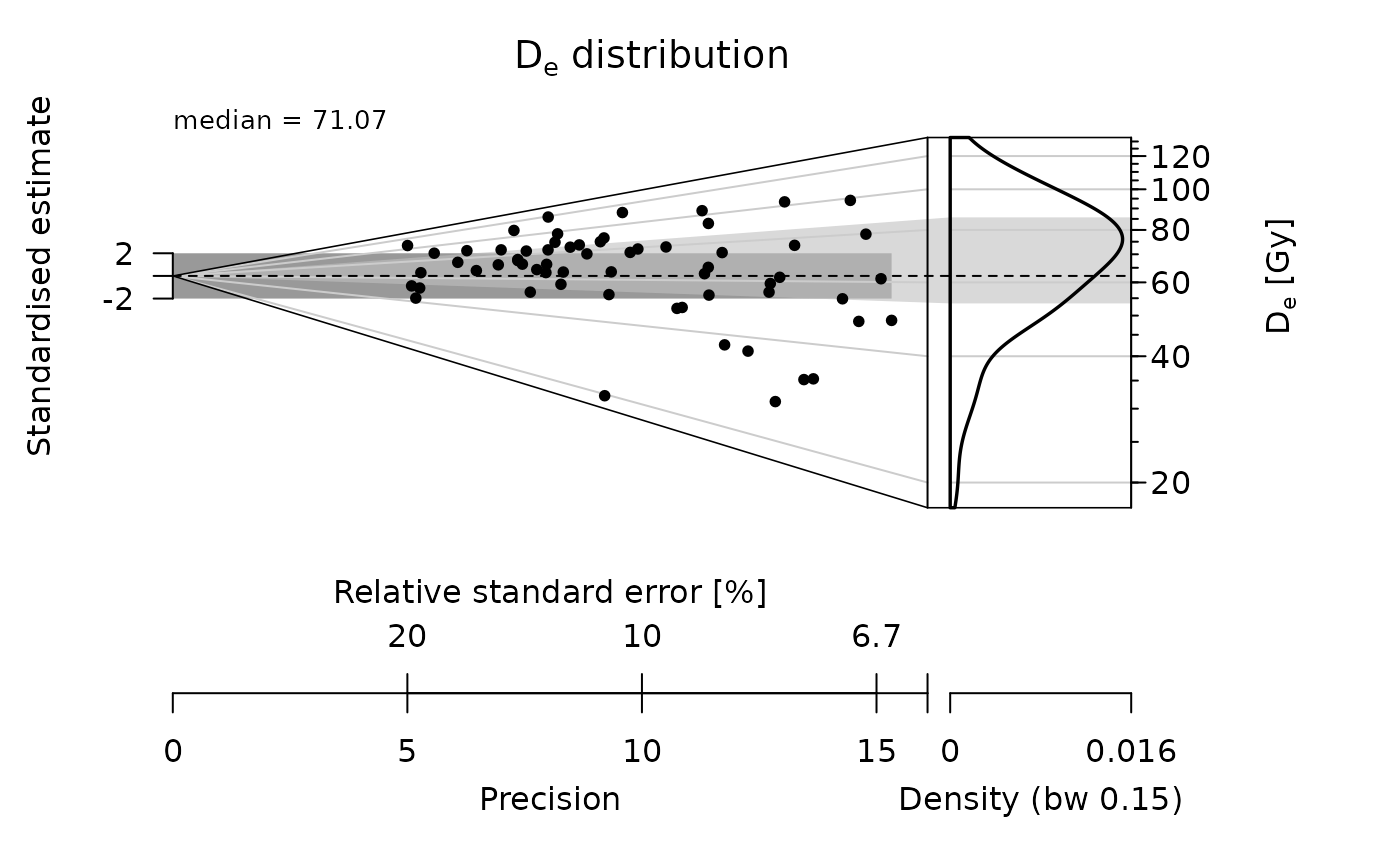 De distribution
median = 71.07
Standardised estimate
2
-2
120
100
80
60
40
20
De [Gy]
Relative standard error [%]
20 10 6.7
0 5 10 15 0 0.016
Precision Density (bw 0.15)